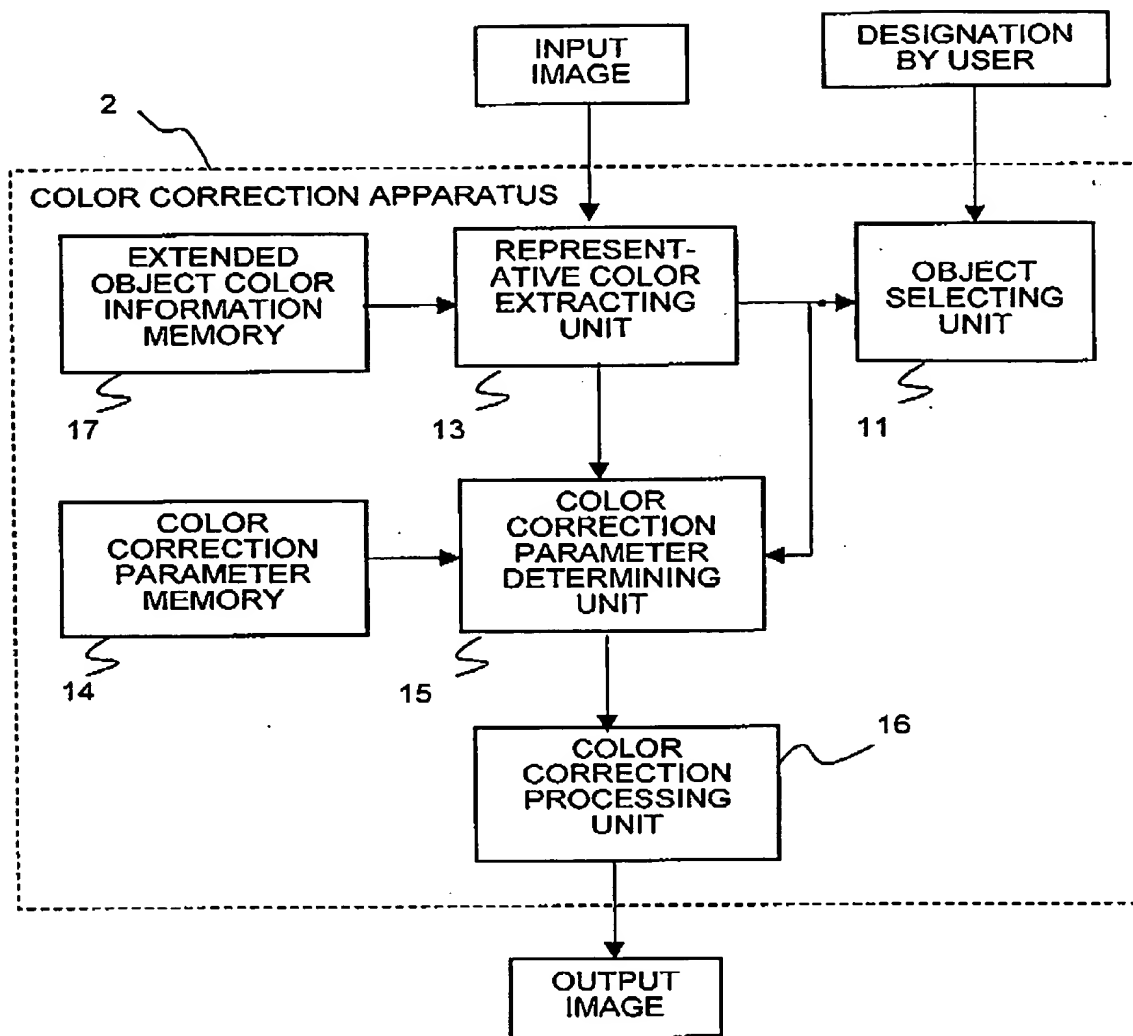 INPUT
IMAGE
DESIGNATION
BY USER
2
COLOR CORRECTION APPARATUS
EXTENDED
OBJECT COLOR
INFORMATION
MEMORY
17
REPRESENT-
ATIVE COLOR
EXTRACTING
UNIT
13
OBJECT
SELECTING
UNIT
11
COLOR
CORRECTION
PARAMETER
MEMORY
14
COLOR
CORRECTION
PARAMETER
DETERMINING
UNIT
15
COLOR
CORRECTION
PROCESSING
UNIT
16
OUTPUT
IMAGE